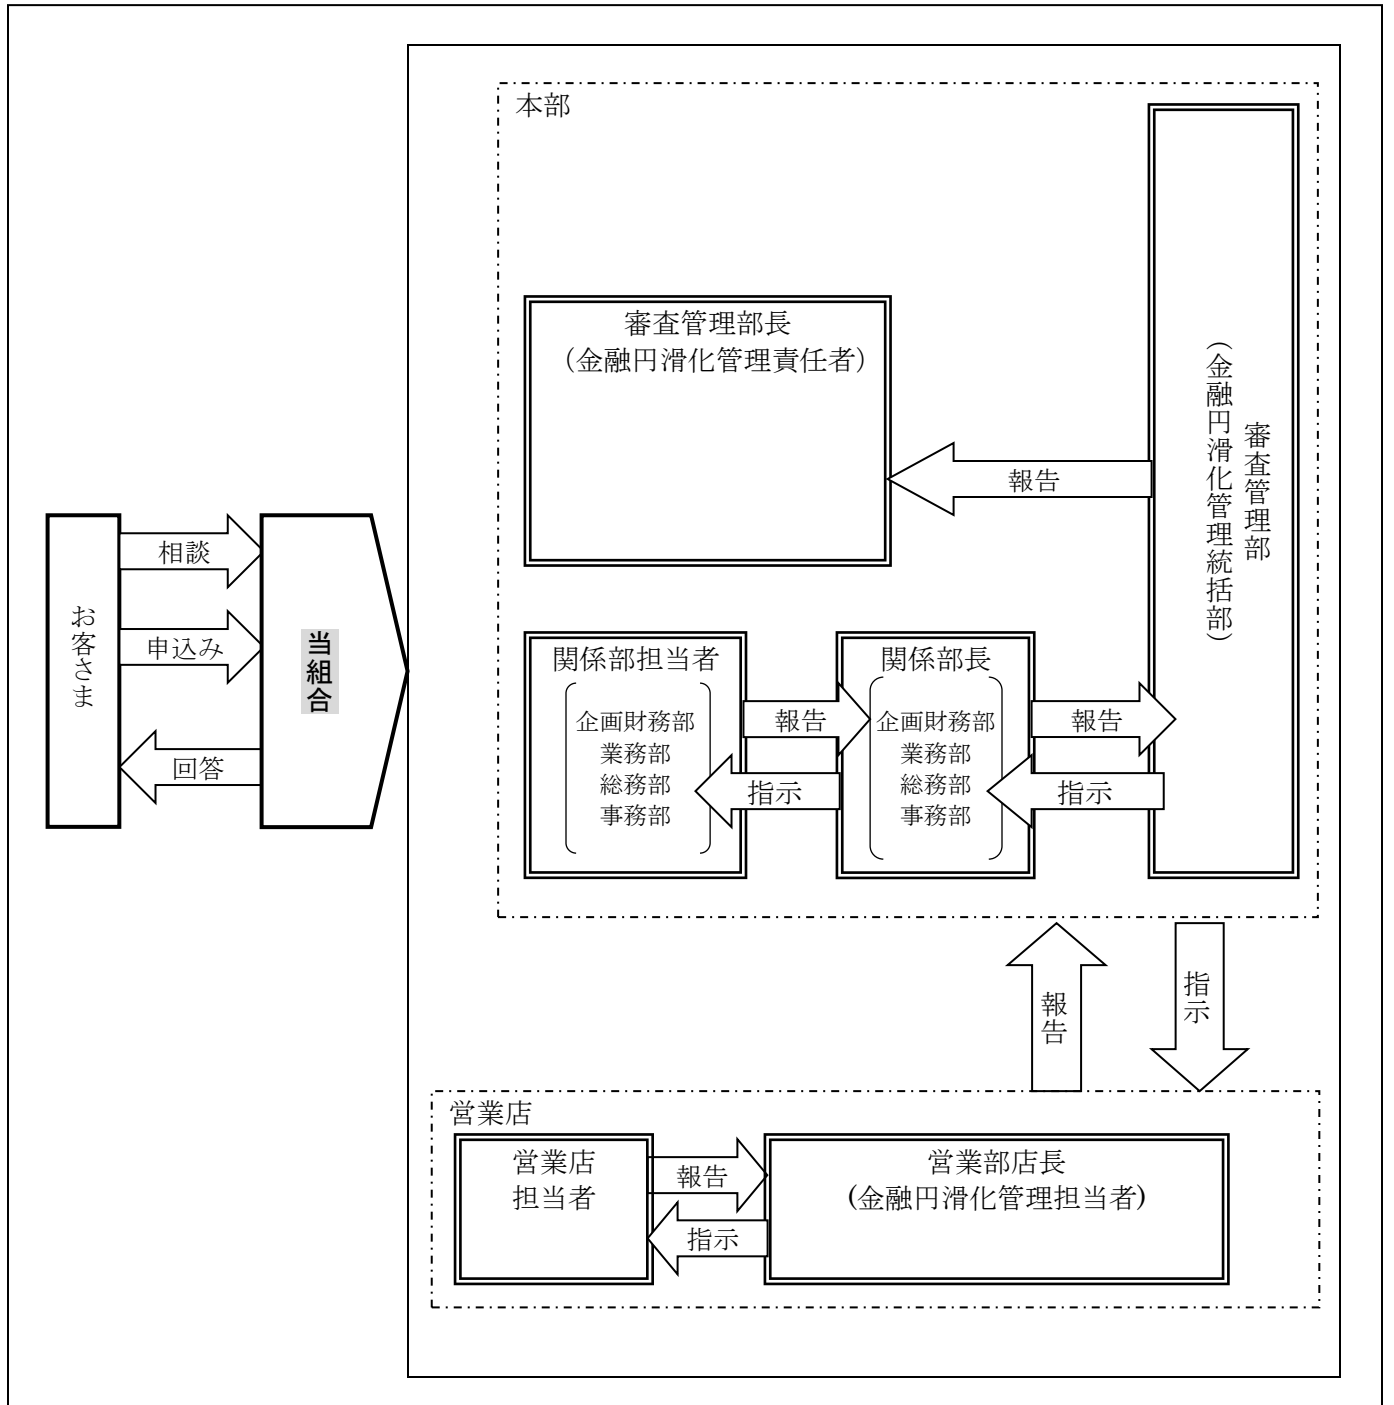 本部
審査管理部長
（金融円滑化管理責任者）
審査管理部
（金融円滑化管理統括部）
報告
相談
申込み
回答
お客さま
当組合
関係部担当者
企画財務部
業務部
総務部
事務部
報告
指示
関係部長
企画財務部
業務部
総務部
事務部
報告
指示
報告
指示
営業店
営業店
担当者
報告
指示
営業部店長
(金融円滑化管理担当者)